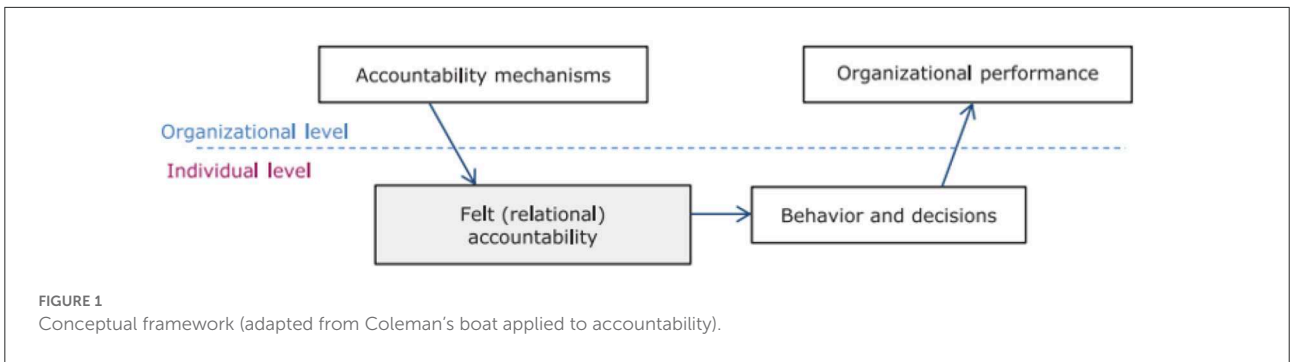 Accountability mechanisms
Organizational performance
Organizational level
Individual level
Felt (relational)
accountability
Behavior and decisions
FIGURE 1
Conceptual framework (adapted from Coleman's boat applied to accountability).